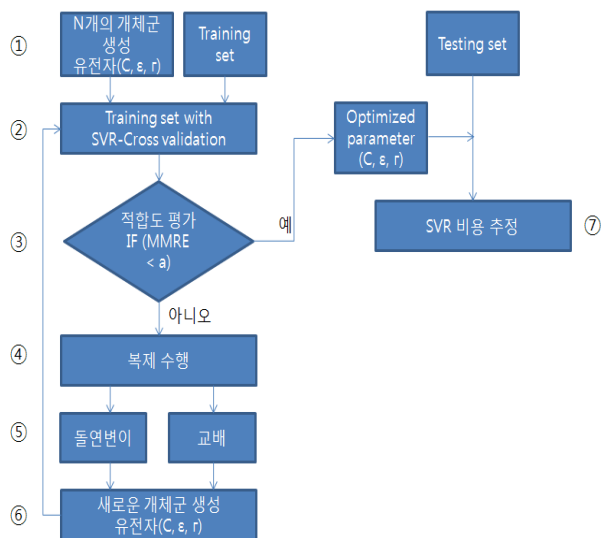 ①
N개의 개체군
생성
유전자(C, ε, r)
Training
set
Testing set
②
Training set with
SVR-Cross validation
Optimized
parameter
(C, ε, r)
③
적합도 평가
IF (MMRE
< a)
예
SVR 비용 추정
⑦
아니오
④
복제 수행
⑤
돌연변이
교배
⑥
새로운 개체군 생성
유전자(C, ε, r)